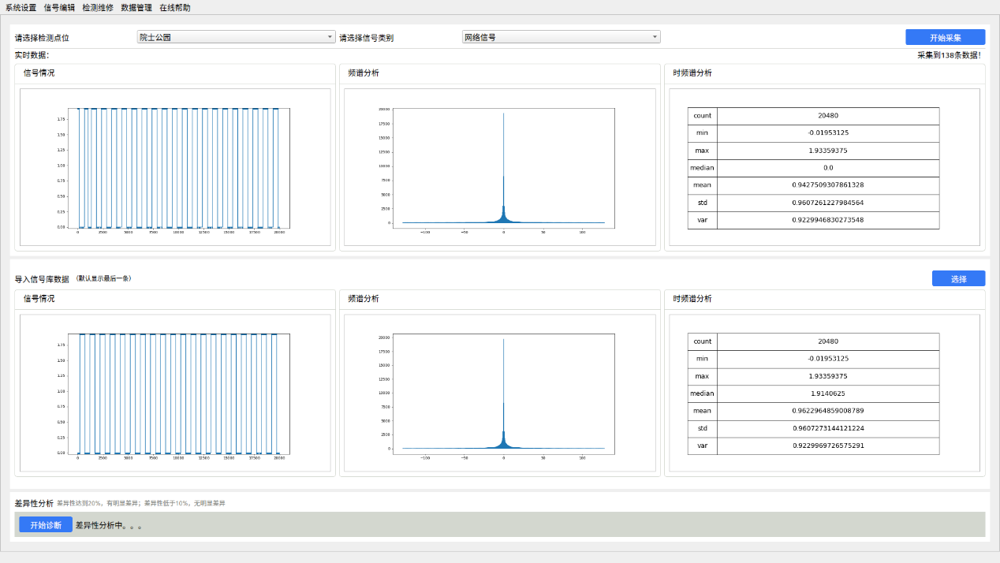 系统设置 信号编辑 检测维修 数据管理 在线帮助
请选择检测点位 院士公园 请选择信号类别 网络信号 开始采集
实时数据： 采集到138条数据！
信号情况
1.75
1.50
1.25
1.00
0.75
0.50
0.25
0.00
0 2500 5000 7500 10000 12500 15000 17500 20000
频谱分析
20000
17500
15000
12500
10000
7500
5000
2500
0
−100 −50 0 50 100
时频谱分析
count 20480
min -0.01953125
max 1.93359375
median 0.0
mean 0.9427509307861328
std 0.9607261227984564
var 0.9229946830273548
导入信号库数据 （默认显示最后一条） 选择
信号情况
1.75
1.50
1.25
1.00
0.75
0.50
0.25
0.00
0 2500 5000 7500 10000 12500 15000 17500 20000
频谱分析
20000
17500
15000
12500
10000
7500
5000
2500
0
−100 −50 0 50 100
时频谱分析
count 20480
min -0.01953125
max 1.93359375
median 1.9140625
mean 0.9622964859008789
std 0.9607273144121224
var 0.9229969726575291
差异性分析 差异性达到20%，有明显差异；差异性低于10%，无明显差异
开始诊断 差异性分析中。。。